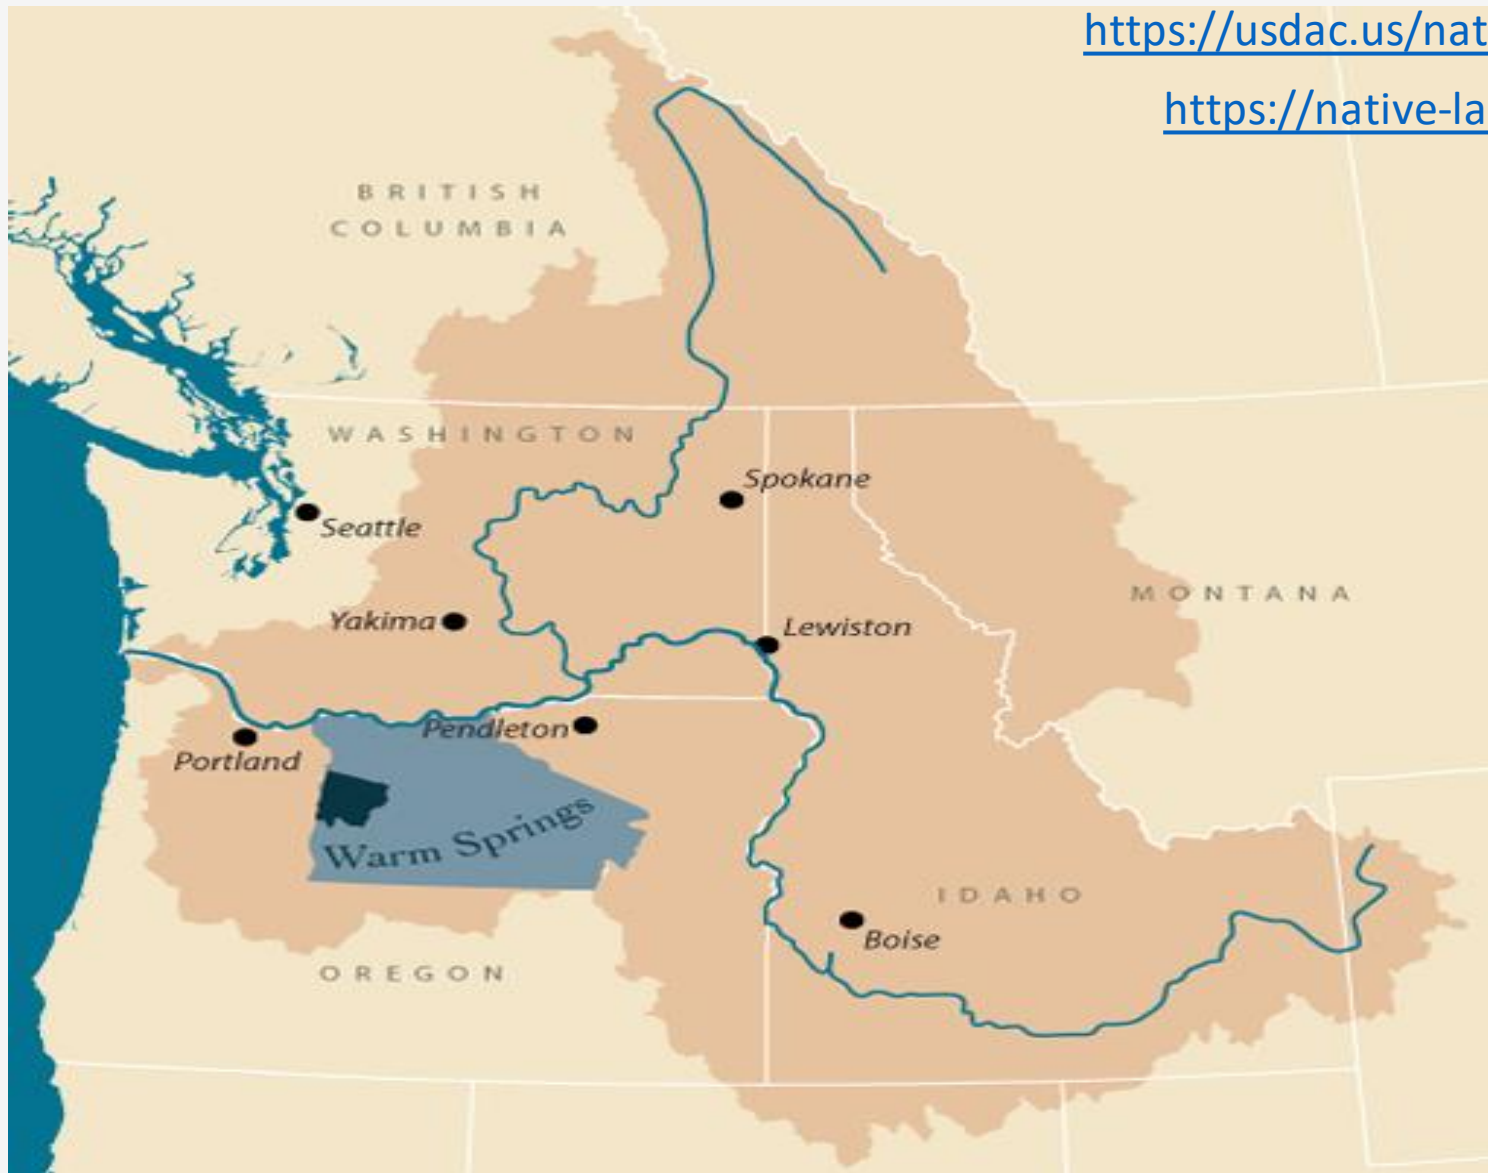 https://usdac.us/nat
https://native-la
BRITISH
COLUMBIA
WASHINGTON
Spokane
Seattle
MONTANA
Yakima
Lewiston
Pendleton
Portland
Warm Springs
IDAHO
Boise
OREGON